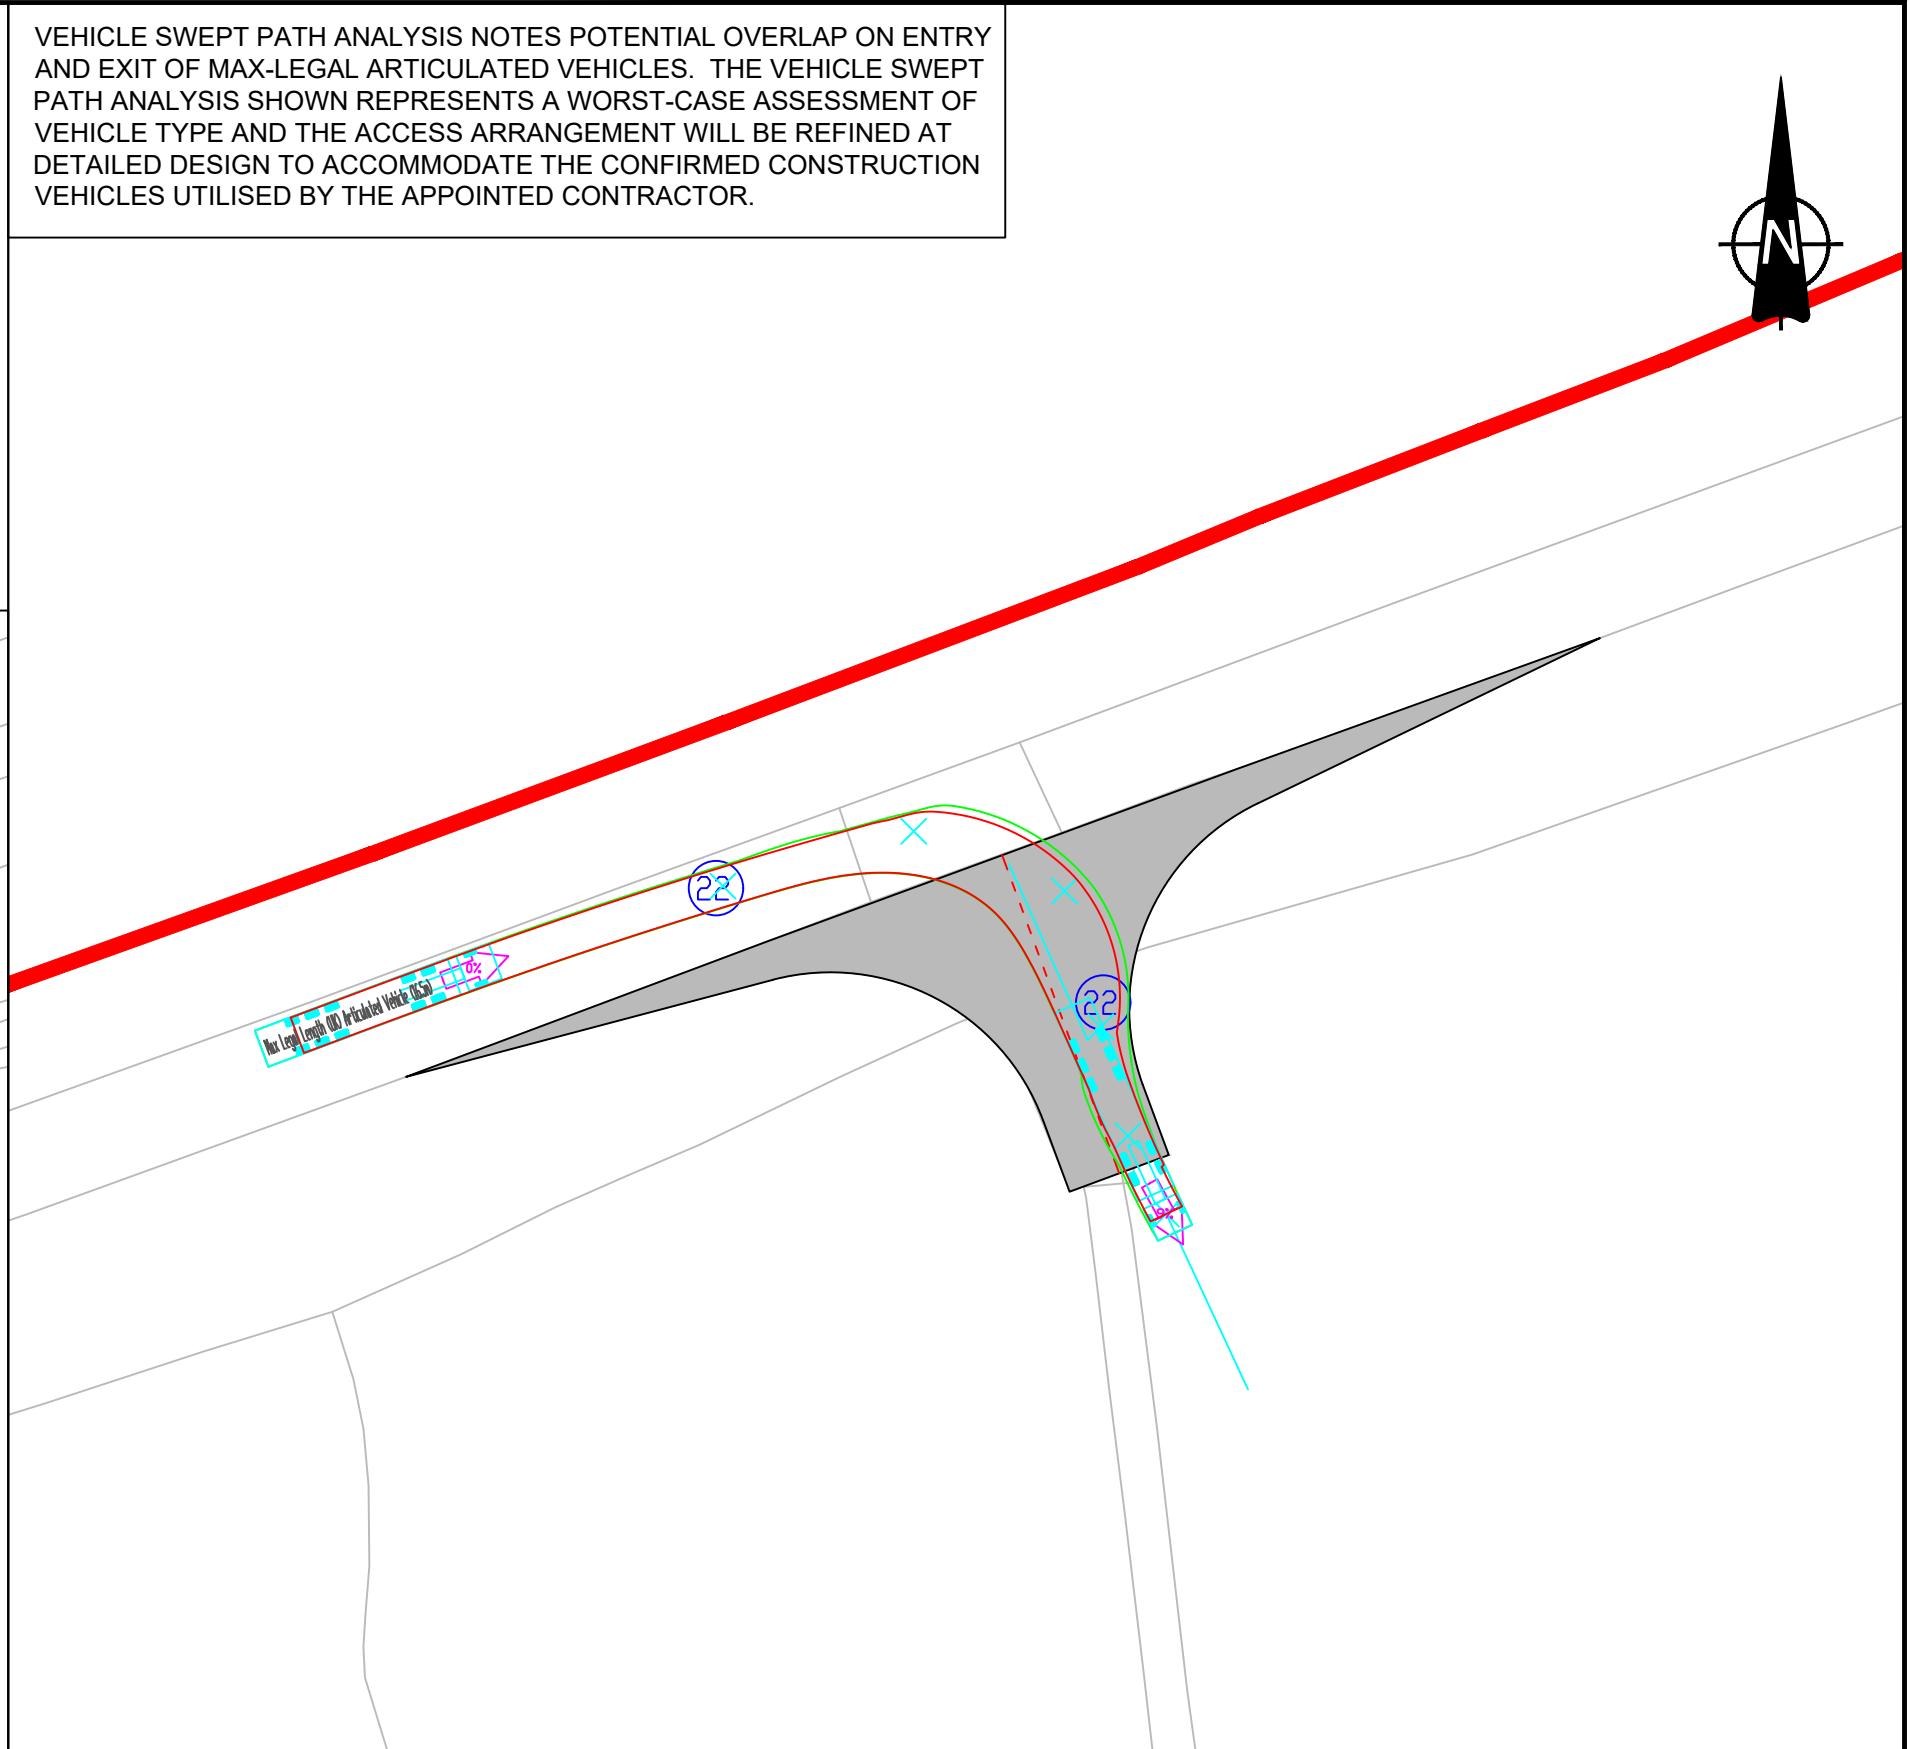 VEHICLE SWEPT PATH ANALYSIS NOTES POTENTIAL OVERLAP ON ENTRY
AND EXIT OF MAX-LEGAL ARTICULATED VEHICLES. THE VEHICLE SWEPT
PATH ANALYSIS SHOWN REPRESENTS A WORST-CASE ASSESSMENT OF
VEHICLE TYPE AND THE ACCESS ARRANGEMENT WILL BE REFINED AT
DETAILED DESIGN TO ACCOMMODATE THE CONFIRMED CONSTRUCTION
VEHICLES UTILISED BY THE APPOINTED CONTRACTOR.
N
22
0%
Max Legal Length (UK) Articulated Vehicle (16.5m)
22